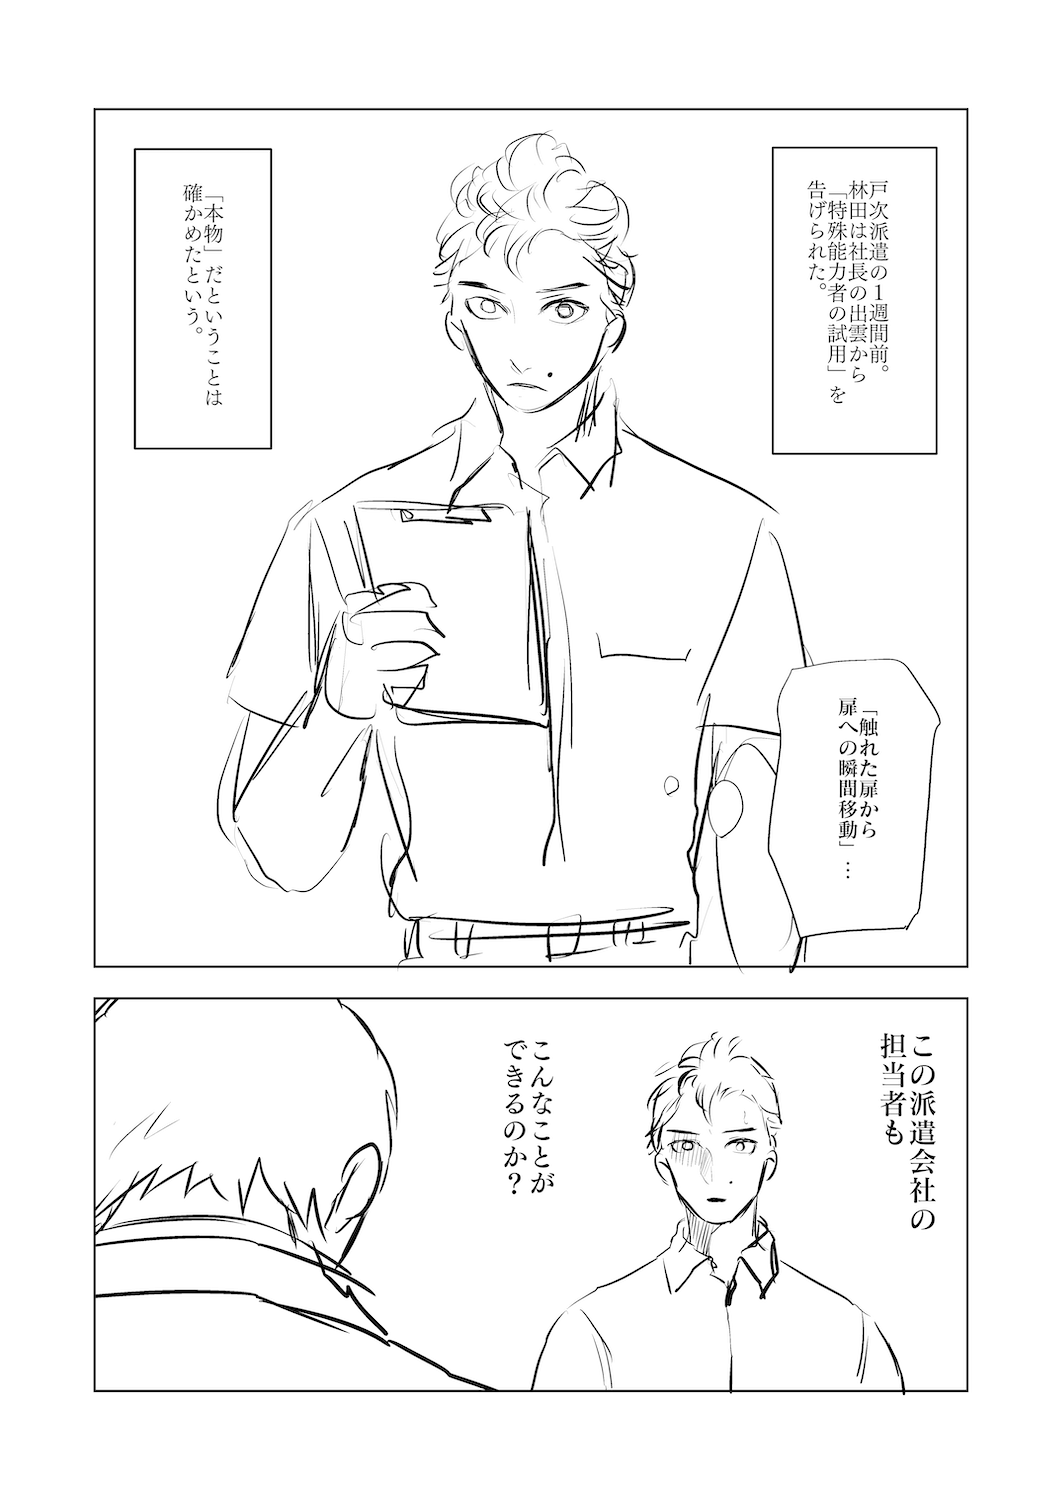 戸次派遣の１週間前。
林田は社長の出雲から
「特殊能力者の試用」を
告げられた。
「本物」だということは
確かめたという。
「触れた扉から
扉への瞬間移動」…
この派遣会社の
担当者も
こんなことが
できるのか？